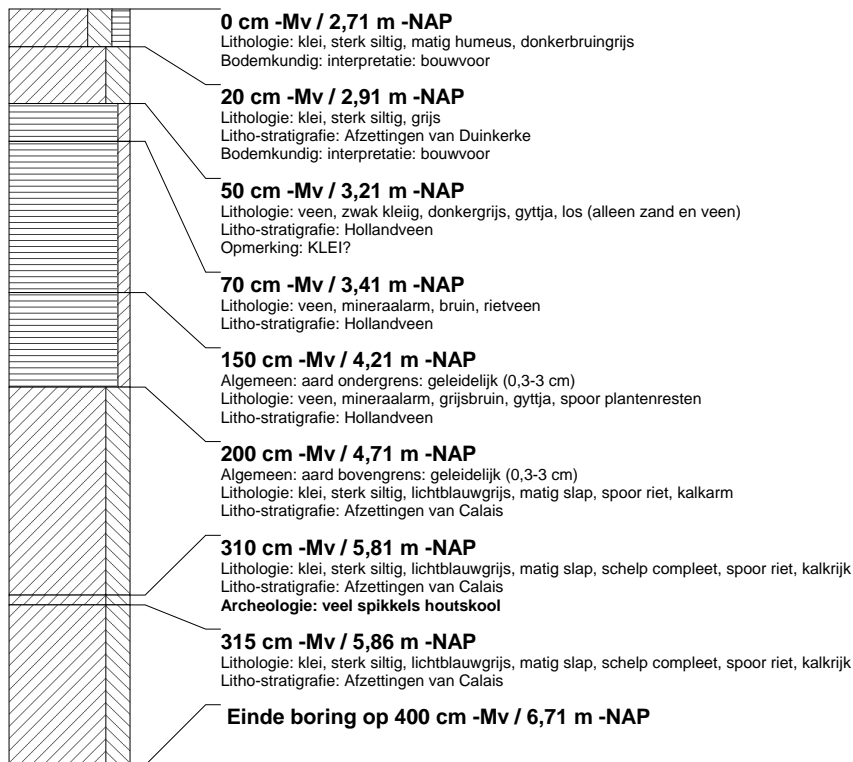 0 cm -Mv / 2,71 m -NAP
Lithologie: klei, sterk siltig, matig humeus, donkerbruingrijs
Bodemkundig: interpretatie: bouwvoor
20 cm -Mv / 2,91 m -NAP
Lithologie: klei, sterk siltig, grijs
Litho-stratigrafie: Afzettingen van Duinkerke
Bodemkundig: interpretatie: bouwvoor
50 cm -Mv / 3,21 m -NAP
Lithologie: veen, zwak kleiig, donkergrijs, gyttja, los (alleen zand en veen)
Litho-stratigrafie: Hollandveen
Opmerking: KLEI?
70 cm -Mv / 3,41 m -NAP
Lithologie: veen, mineraalarm, bruin, rietveen
Litho-stratigrafie: Hollandveen
150 cm -Mv / 4,21 m -NAP
Algemeen: aard ondergrens: geleidelijk (0,3-3 cm)
Lithologie: veen, mineraalarm, grijsbruin, gyttja, spoor plantenresten
Litho-stratigrafie: Hollandveen
200 cm -Mv / 4,71 m -NAP
Algemeen: aard bovengrens: geleidelijk (0,3-3 cm)
Lithologie: klei, sterk siltig, lichtblauwgrijs, matig slap, spoor riet, kalkarm
Litho-stratigrafie: Afzettingen van Calais
310 cm -Mv / 5,81 m -NAP
Lithologie: klei, sterk siltig, lichtblauwgrijs, matig slap, schelp compleet, spoor riet, kalkrijk
Litho-stratigrafie: Afzettingen van Calais
Archeologie: veel spikkels houtskool
315 cm -Mv / 5,86 m -NAP
Lithologie: klei, sterk siltig, lichtblauwgrijs, matig slap, schelp compleet, spoor riet, kalkrijk
Litho-stratigrafie: Afzettingen van Calais
Einde boring op 400 cm -Mv / 6,71 m -NAP